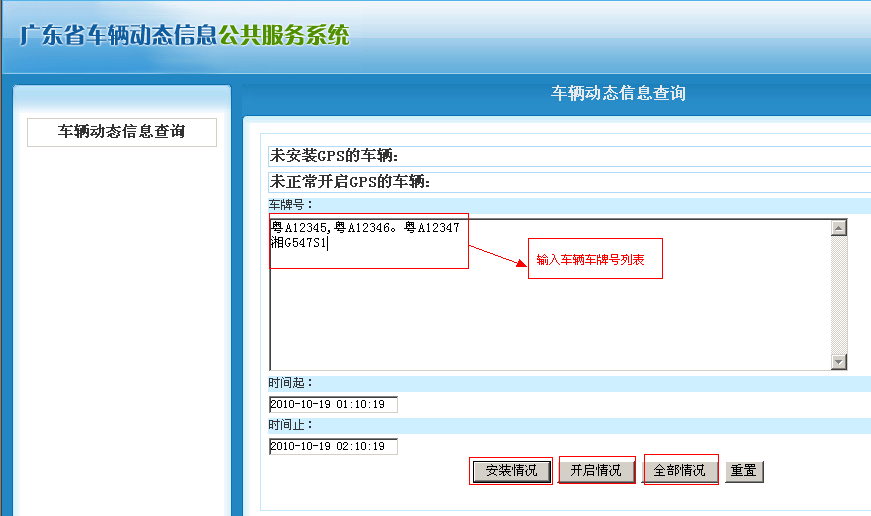 广东省车辆动态信息公共服务系统
车辆动态信息查询
车辆动态信息查询
未安装GPS的车辆:
未正常开启GPS的车辆:
车牌号:
粤A12345,粤A12346。粤A12347
湘G547S1
输入车辆车牌号列表
时间起:
2010-10-19 01:10:19
时间止:
2010-10-19 02:10:19
安装情况 开启情况 全部情况 重置